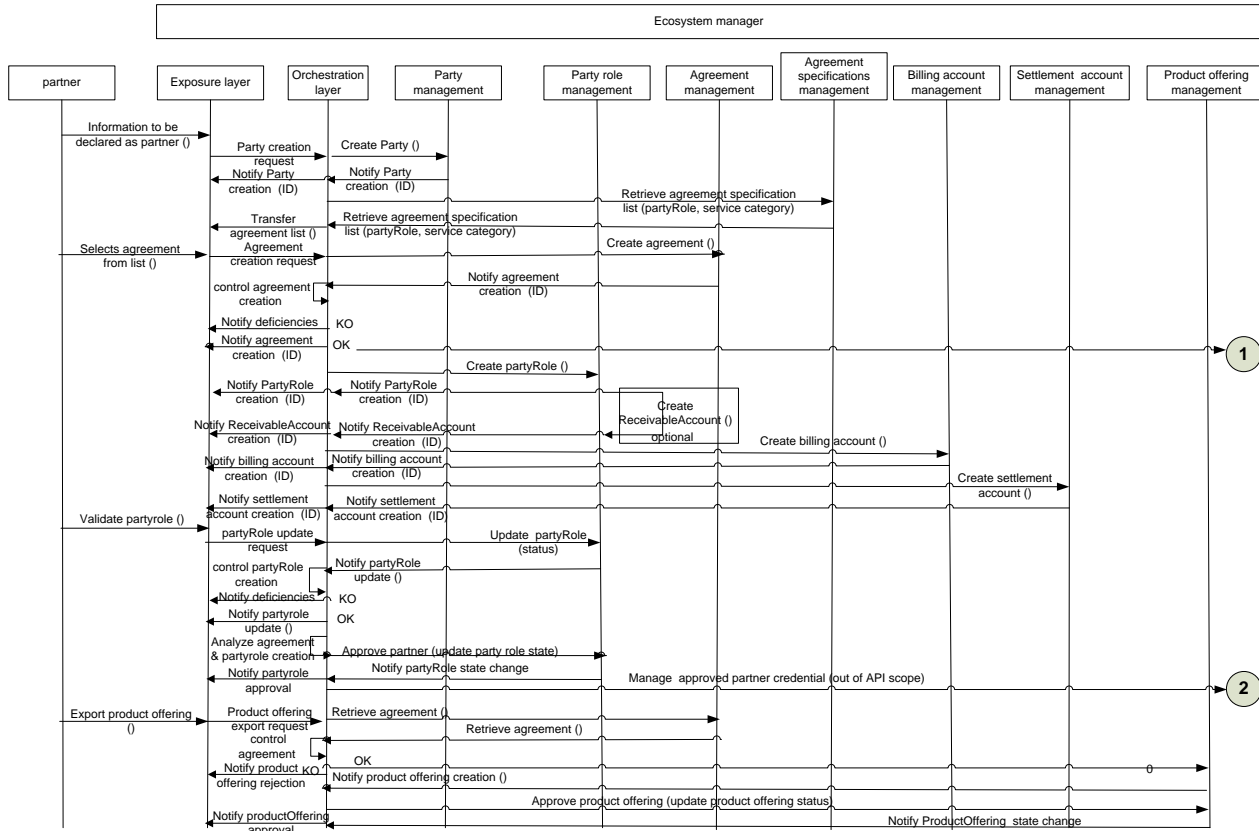 Ecosystem manager
partner
Exposure layer
Orchestration
layer
Party
management
Party role
management
Agreement
management
Agreement
specifications
management
Billing account
management
Settlement account
management
Product offering
management
Information to be
declared as partner ()
Party creation
request
Create Party ()
Notify Party
creation (ID)
Notify Party
creation (ID)
Retrieve agreement specification
list (partyRole, service category)
Transfer
agreement list ()
Retrieve agreement specification
list (partyRole, service category)
Selects agreement
from list ()
Agreement
creation request
Create agreement ()
Notify agreement
creation (ID)
control agreement
creation
Notify deficiencies
KO
Notify agreement
creation (ID)
OK
1
Create partyRole ()
Notify PartyRole
creation (ID)
Notify PartyRole
creation (ID)
Create
ReceivableAccount ()
optional
Notify ReceivableAccount
creation (ID)
Notify ReceivableAccount
creation (ID)
Create billing account ()
Notify billing account
creation (ID)
Notify billing account
creation (ID)
Create settlement
account ()
Notify settlement
account creation (ID)
Notify settlement
account creation (ID)
Validate partyrole ()
partyRole update
request
Update partyRole
(status)
Notify partyRole
update ()
control partyRole
creation
Notify deficiencies
KO
Notify partyrole
update ()
OK
Analyze agreement
& partyrole creation
Approve partner (update party role state)
Notify partyRole state change
Notify partyrole
approval
Manage approved partner credential (out of API scope)
2
Export product offering
()
Product offering
export request
Retrieve agreement ()
Retrieve agreement ()
control
agreement
OK
0
Notify product
offering rejection
KO
Notify product offering creation ()
Approve product offering (update product offering status)
Notify productOffering
approval
Notify ProductOffering state change